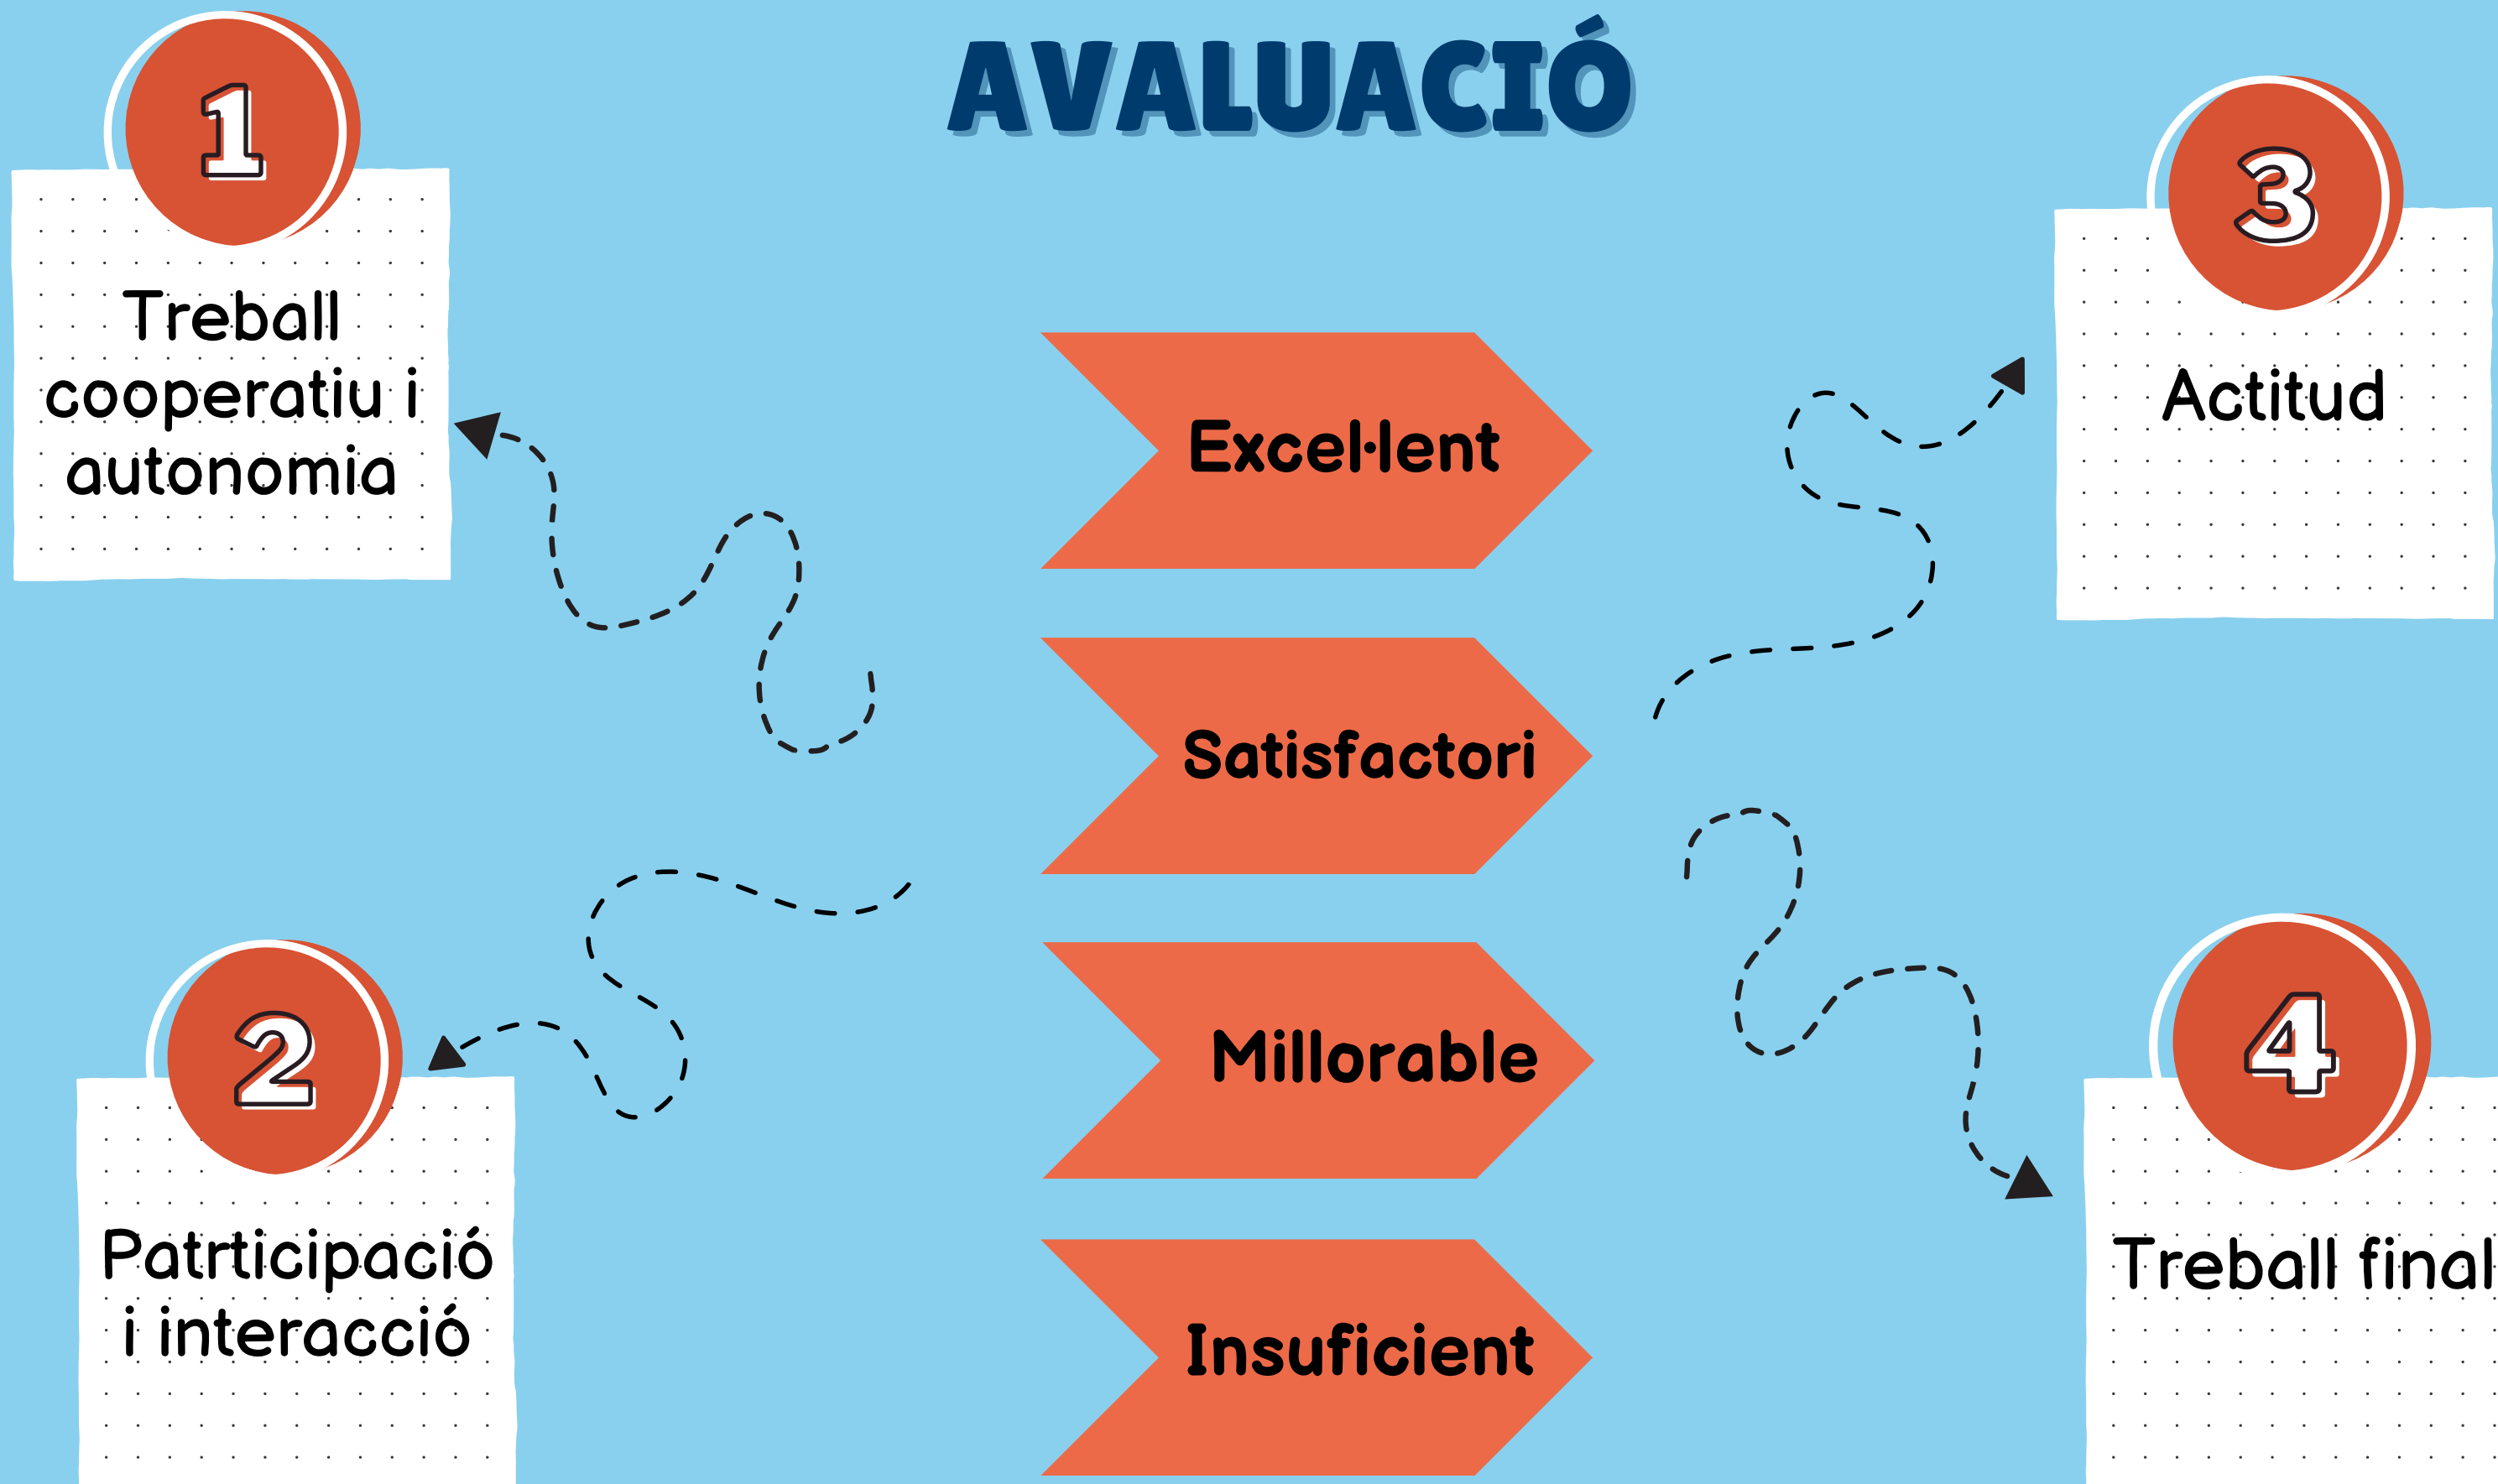 AVALUACIÓ
1
Treball
cooperatiu i
autonomia
2
Patrticipació
i interacció
Excel·lent
Satisfactori
Millorable
Insuficient
3
Actitud
4
Treball final